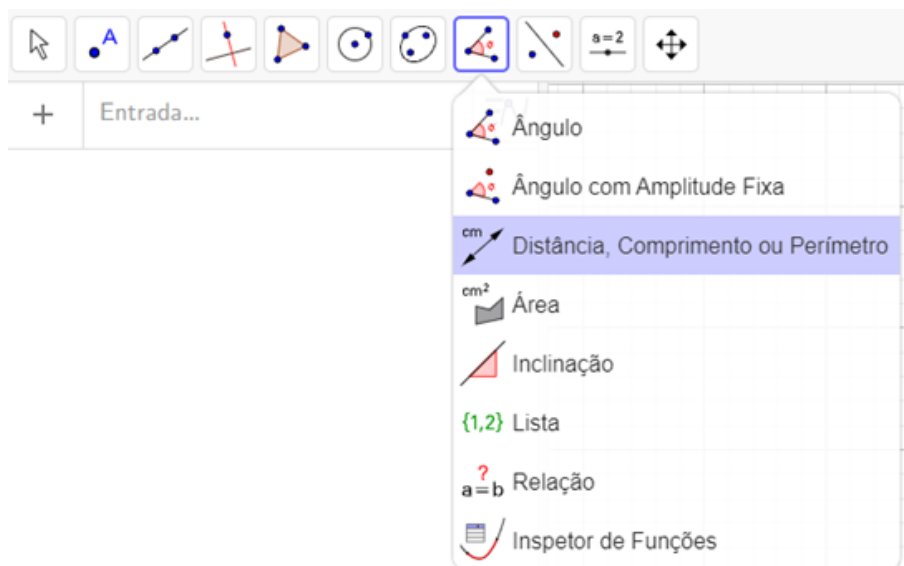 A
a=2
+ Entrada...
Ângulo
Ângulo com Amplitude Fixa
cm Distância, Comprimento ou Perímetro
cm² Área
Inclinação
{1,2} Lista
? a=b Relação
Inspetor de Funções